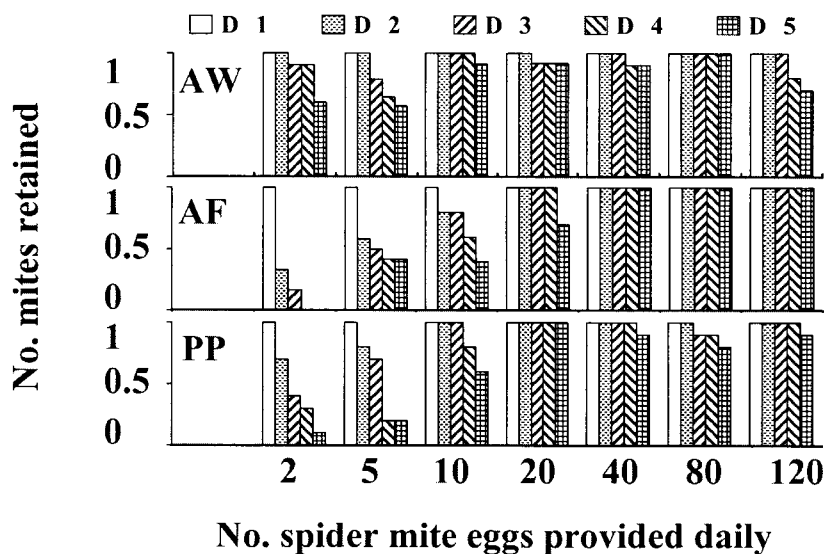 D 1 D 2 D 3 D 4 D 5
No. mites retained
AW
1
0.5
0
AF
1
0.5
0
PP
1
0.5
0
2 5 10 20 40 80 120
No. spider mite eggs provided daily